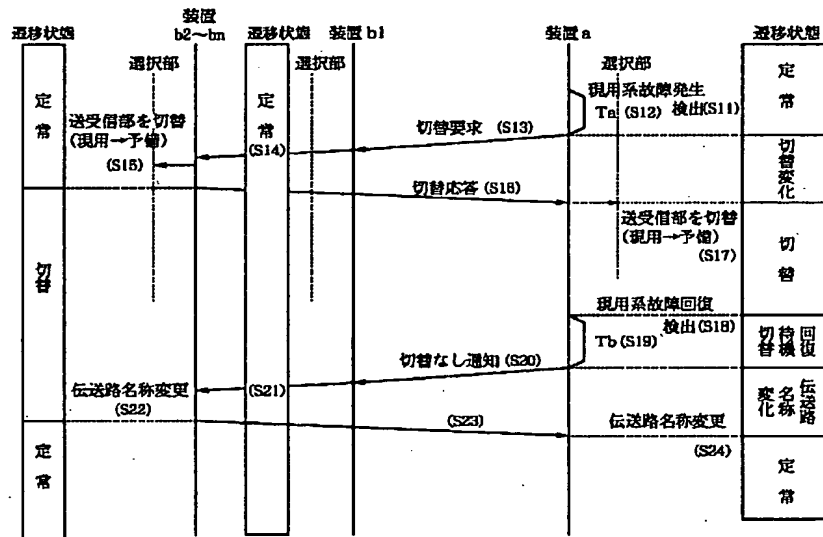 装置
b2～bn
装置 b1
装置 a
遷移状態
遷移状態
遷移状態
選択部
選択部
選択部
定常
定常
定常
現用系故障発生
Ta (S12) 検出(S11)
送受信部を切替
(現用→予備)
(S15)
(S14)
切替要求 (S13)
切替変化
切替応答 (S16)
送受信部を切替
(現用→予備)
(S17)
切替
切替
現用系故障回復
検出(S18)
Tb (S19)
切替なし通知 (S20)
回復
待機
切替
伝送路名称変更
(S22)
(S21)
伝送路
名称
変化
(S23)
伝送路名称変更
(S24)
定常
定常